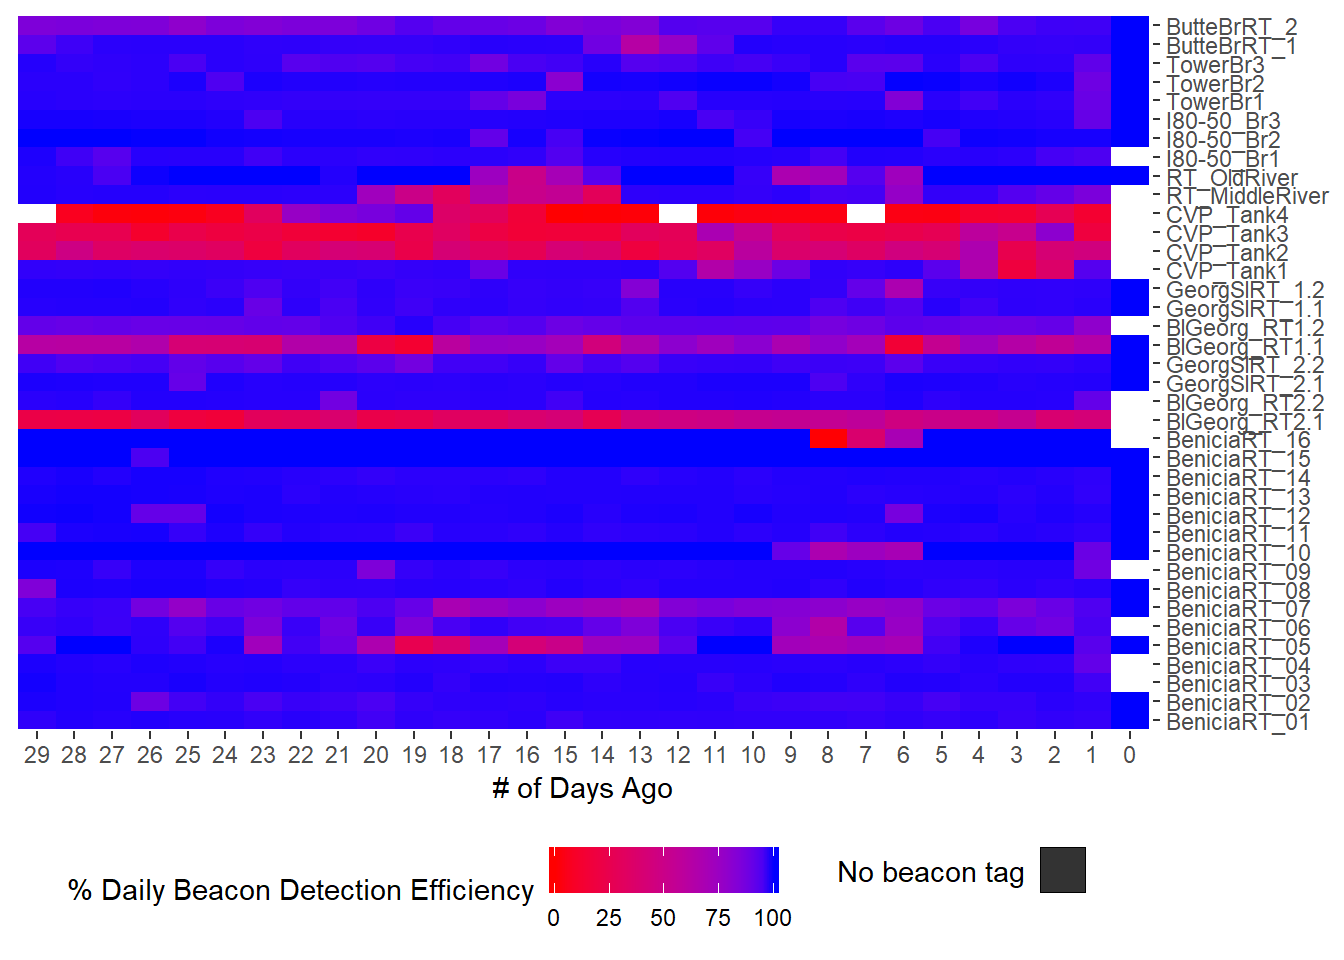 ButteBrRT_2
ButteBrRT_1
TowerBr3
TowerBr2
TowerBr1
I80-50_Br3
I80-50_Br2
I80-50_Br1
RT_OldRiver
RT_MiddleRiver
CVP_Tank4
CVP_Tank3
CVP_Tank2
CVP_Tank1
GeorgSlRT_1.2
GeorgSlRT_1.1
BlGeorg_RT1.2
BlGeorg_RT1.1
GeorgSlRT_2.2
GeorgSlRT_2.1
BlGeorg_RT2.2
BlGeorg_RT2.1
BeniciaRT_16
BeniciaRT_15
BeniciaRT_14
BeniciaRT_13
BeniciaRT_12
BeniciaRT_11
BeniciaRT_10
BeniciaRT_09
BeniciaRT_08
BeniciaRT_07
BeniciaRT_06
BeniciaRT_05
BeniciaRT_04
BeniciaRT_03
BeniciaRT_02
BeniciaRT_01
29 28 27 26 25 24 23 22 21 20 19 18 17 16 15 14 13 12 11 10 9 8 7 6 5 4 3 2 1 0
# of Days Ago
% Daily Beacon Detection Efficiency
0 25 50 75 100
No beacon tag